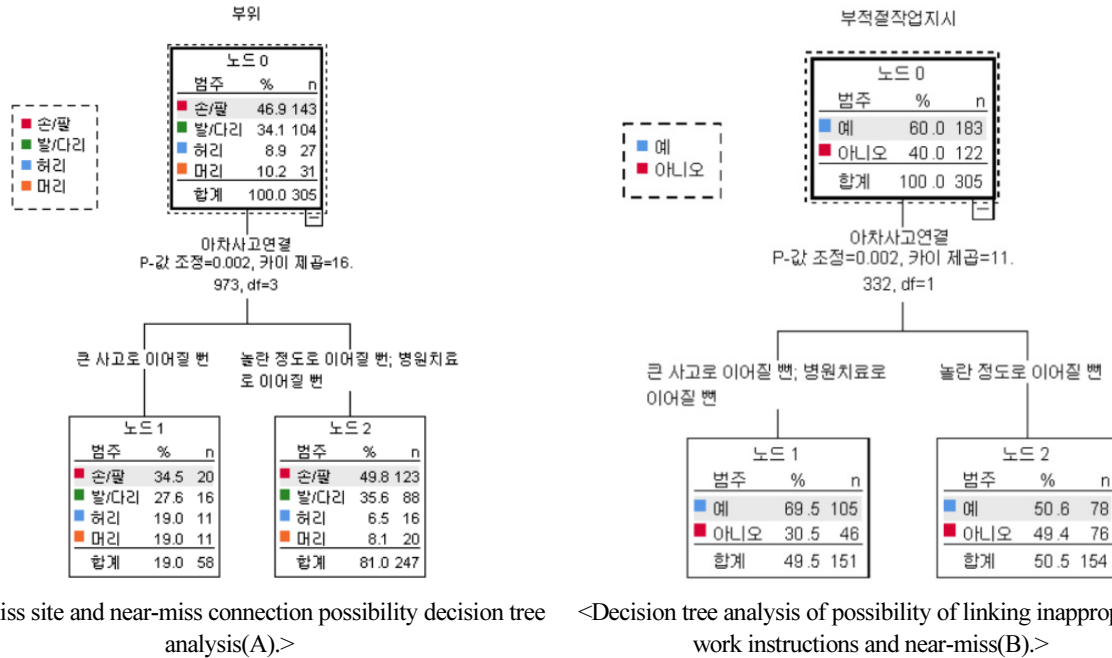 부위
노드 0
범주 % n
손/팔 46.9 143
발/다리 34.1 104
허리 8.9 27
머리 10.2 31
합계 100.0 305
손/팔
발/다리
허리
머리
아차사고연결
P-값 조정=0.002, 카이 제곱=16.
973, df=3
큰 사고로 이어질 뻔
놀란 정도로 이어질 뻔; 병원치료
로 이어질 뻔
노드 1
범주 % n
손/팔 34.5 20
발/다리 27.6 16
허리 19.0 11
머리 19.0 11
합계 19.0 58
노드 2
범주 % n
손/팔 49.8 123
발/다리 35.6 88
허리 6.5 16
머리 8.1 20
합계 81.0 247
iss site and near-miss connection possibility decision tree
analysis(A).>
부적절작업지시
노드 0
범주 % n
예 60.0 183
아니오 40.0 122
합계 100.0 305
예
아니오
아차사고연결
P-값 조정=0.002, 카이 제곱=11.
332, df=1
큰 사고로 이어질 뻔; 병원치료로
이어질 뻔
놀란 정도로 이어질 뻔
노드 1
범주 % n
예 69.5 105
아니오 30.5 46
합계 49.5 151
노드 2
범주 % n
예 50.6 78
아니오 49.4 76
합계 50.5 154
<Decision tree analysis of possibility of linking inapprop
work instructions and near-miss(B).>